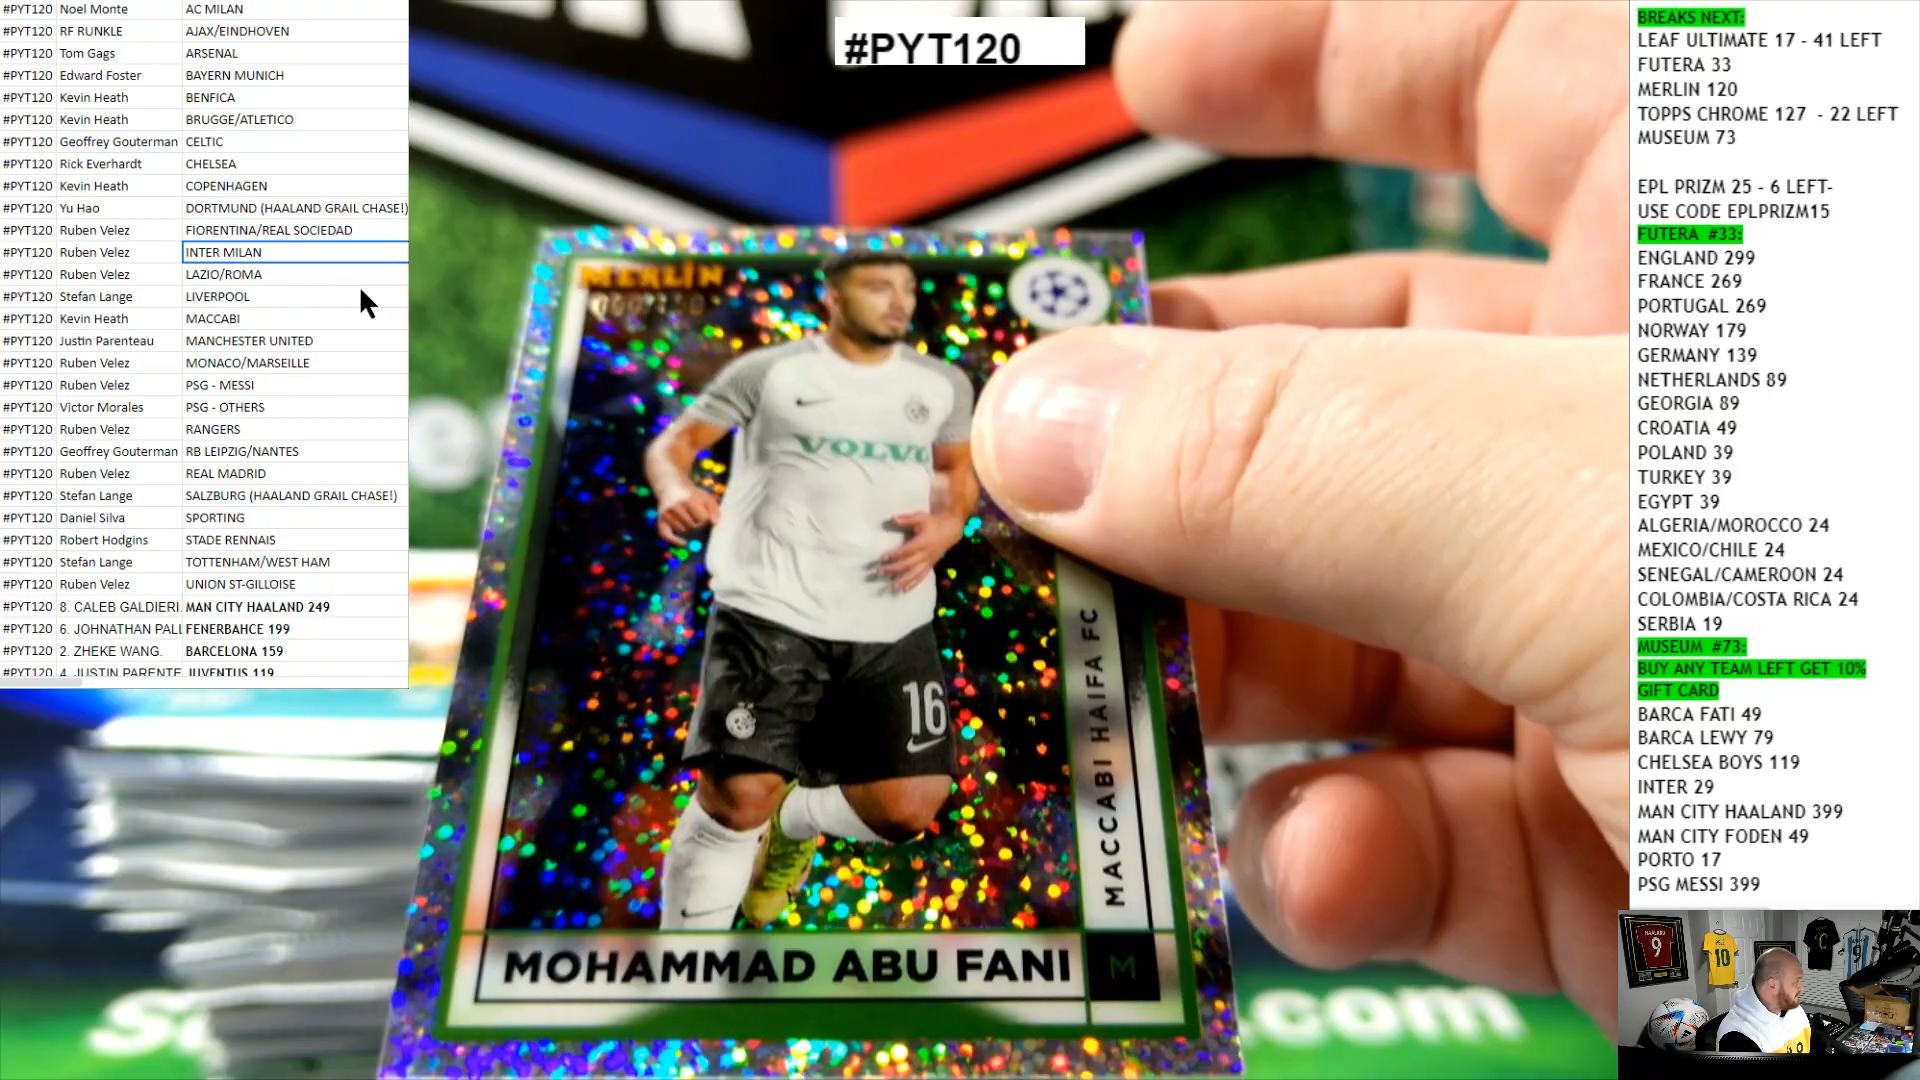 #PYT120 Noel Monte AC MILAN
#PYT120 RF RUNKLE AJAX/EINDHOVEN
#PYT120 Tom Gags ARSENAL
#PYT120 Edward Foster BAYERN MUNICH
#PYT120 Kevin Heath BENFICA
#PYT120 Kevin Heath BRUGGE/ATLETICO
#PYT120 Geoffrey Gouterman CELTIC
#PYT120 Rick Everhardt CHELSEA
#PYT120 Kevin Heath COPENHAGEN
#PYT120 Yu Hao DORTMUND (HAALAND GRAIL CHASE!)
#PYT120 Ruben Velez FIORENTINA/REAL SOCIEDAD
#PYT120 Ruben Velez INTER MILAN
#PYT120 Ruben Velez LAZIO/ROMA
#PYT120 Stefan Lange LIVERPOOL
#PYT120 Kevin Heath MACCABI
#PYT120 Justin Parenteau MANCHESTER UNITED
#PYT120 Ruben Velez MONACO/MARSEILLE
#PYT120 Ruben Velez PSG - MESSI
#PYT120 Victor Morales PSG - OTHERS
#PYT120 Ruben Velez RANGERS
#PYT120 Geoffrey Gouterman RB LEIPZIG/NANTES
#PYT120 Ruben Velez REAL MADRID
#PYT120 Stefan Lange SALZBURG (HAALAND GRAIL CHASE!)
#PYT120 Daniel Silva SPORTING
#PYT120 Robert Hodgins STADE RENNAIS
#PYT120 Stefan Lange TOTTENHAM/WEST HAM
#PYT120 Ruben Velez UNION ST-GILLOISE
#PYT120 8. CALEB GALDIERI. MAN CITY HAALAND 249
#PYT120 6. JOHNATHAN PALL FENERBAHCE 199
#PYT120 2. ZHEKE WANG. BARCELONA 159
#PYT120 4. JUSTIN PARENTE JUVENTUS 119
#PYT120
MERLIN
VOLVO
16
MACCABI HAIFA FC
MOHAMMAD ABU FANI
M
.com
BREAKS NEXT:
LEAF ULTIMATE 17 - 41 LEFT
FUTERA 33
MERLIN 120
TOPPS CHROME 127 - 22 LEFT
MUSEUM 73
EPL PRIZM 25 - 6 LEFT-
USE CODE EPLPRIZM15
FUTERA #33:
ENGLAND 299
FRANCE 269
PORTUGAL 269
NORWAY 179
GERMANY 139
NETHERLANDS 89
GEORGIA 89
CROATIA 49
POLAND 39
TURKEY 39
EGYPT 39
ALGERIA/MOROCCO 24
MEXICO/CHILE 24
SENEGAL/CAMEROON 24
COLOMBIA/COSTA RICA 24
SERBIA 19
MUSEUM #73:
BUY ANY TEAM LEFT GET 10%
GIFT CARD
BARCA FATI 49
BARCA LEWY 79
CHELSEA BOYS 119
INTER 29
MAN CITY HAALAND 399
MAN CITY FODEN 49
PORTO 17
PSG MESSI 399
HAALAND
9
10
9